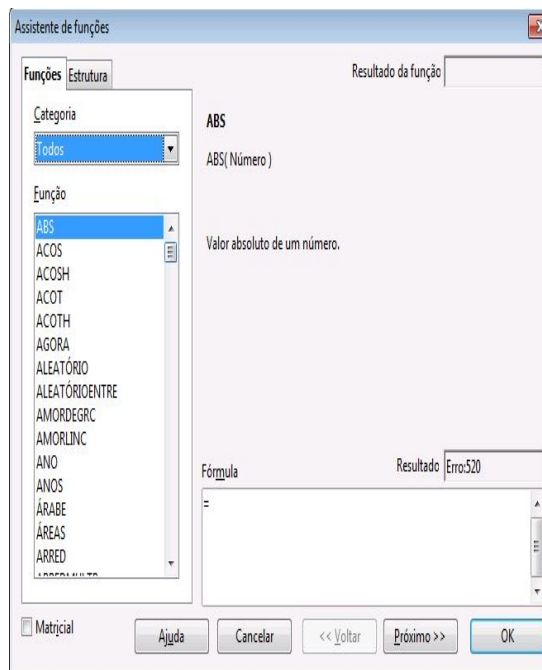 Assistente de funções
Funções Estrutura
Resultado da função
Categoria
Todos
Função
ABS
ACOS
ACOSH
ACOT
ACOTH
AGORA
ALEATÓRIO
ALEATÓRIOENTRE
AMORDEGRC
AMORLINC
ANO
ANOS
ÁRABE
ÁREAS
ARRED
ABS
ABS( Número )
Valor absoluto de um número.
Fórmula
Resultado Erro:520
=
Matricial
Ajuda
Cancelar
<< Voltar
Próximo >>
OK